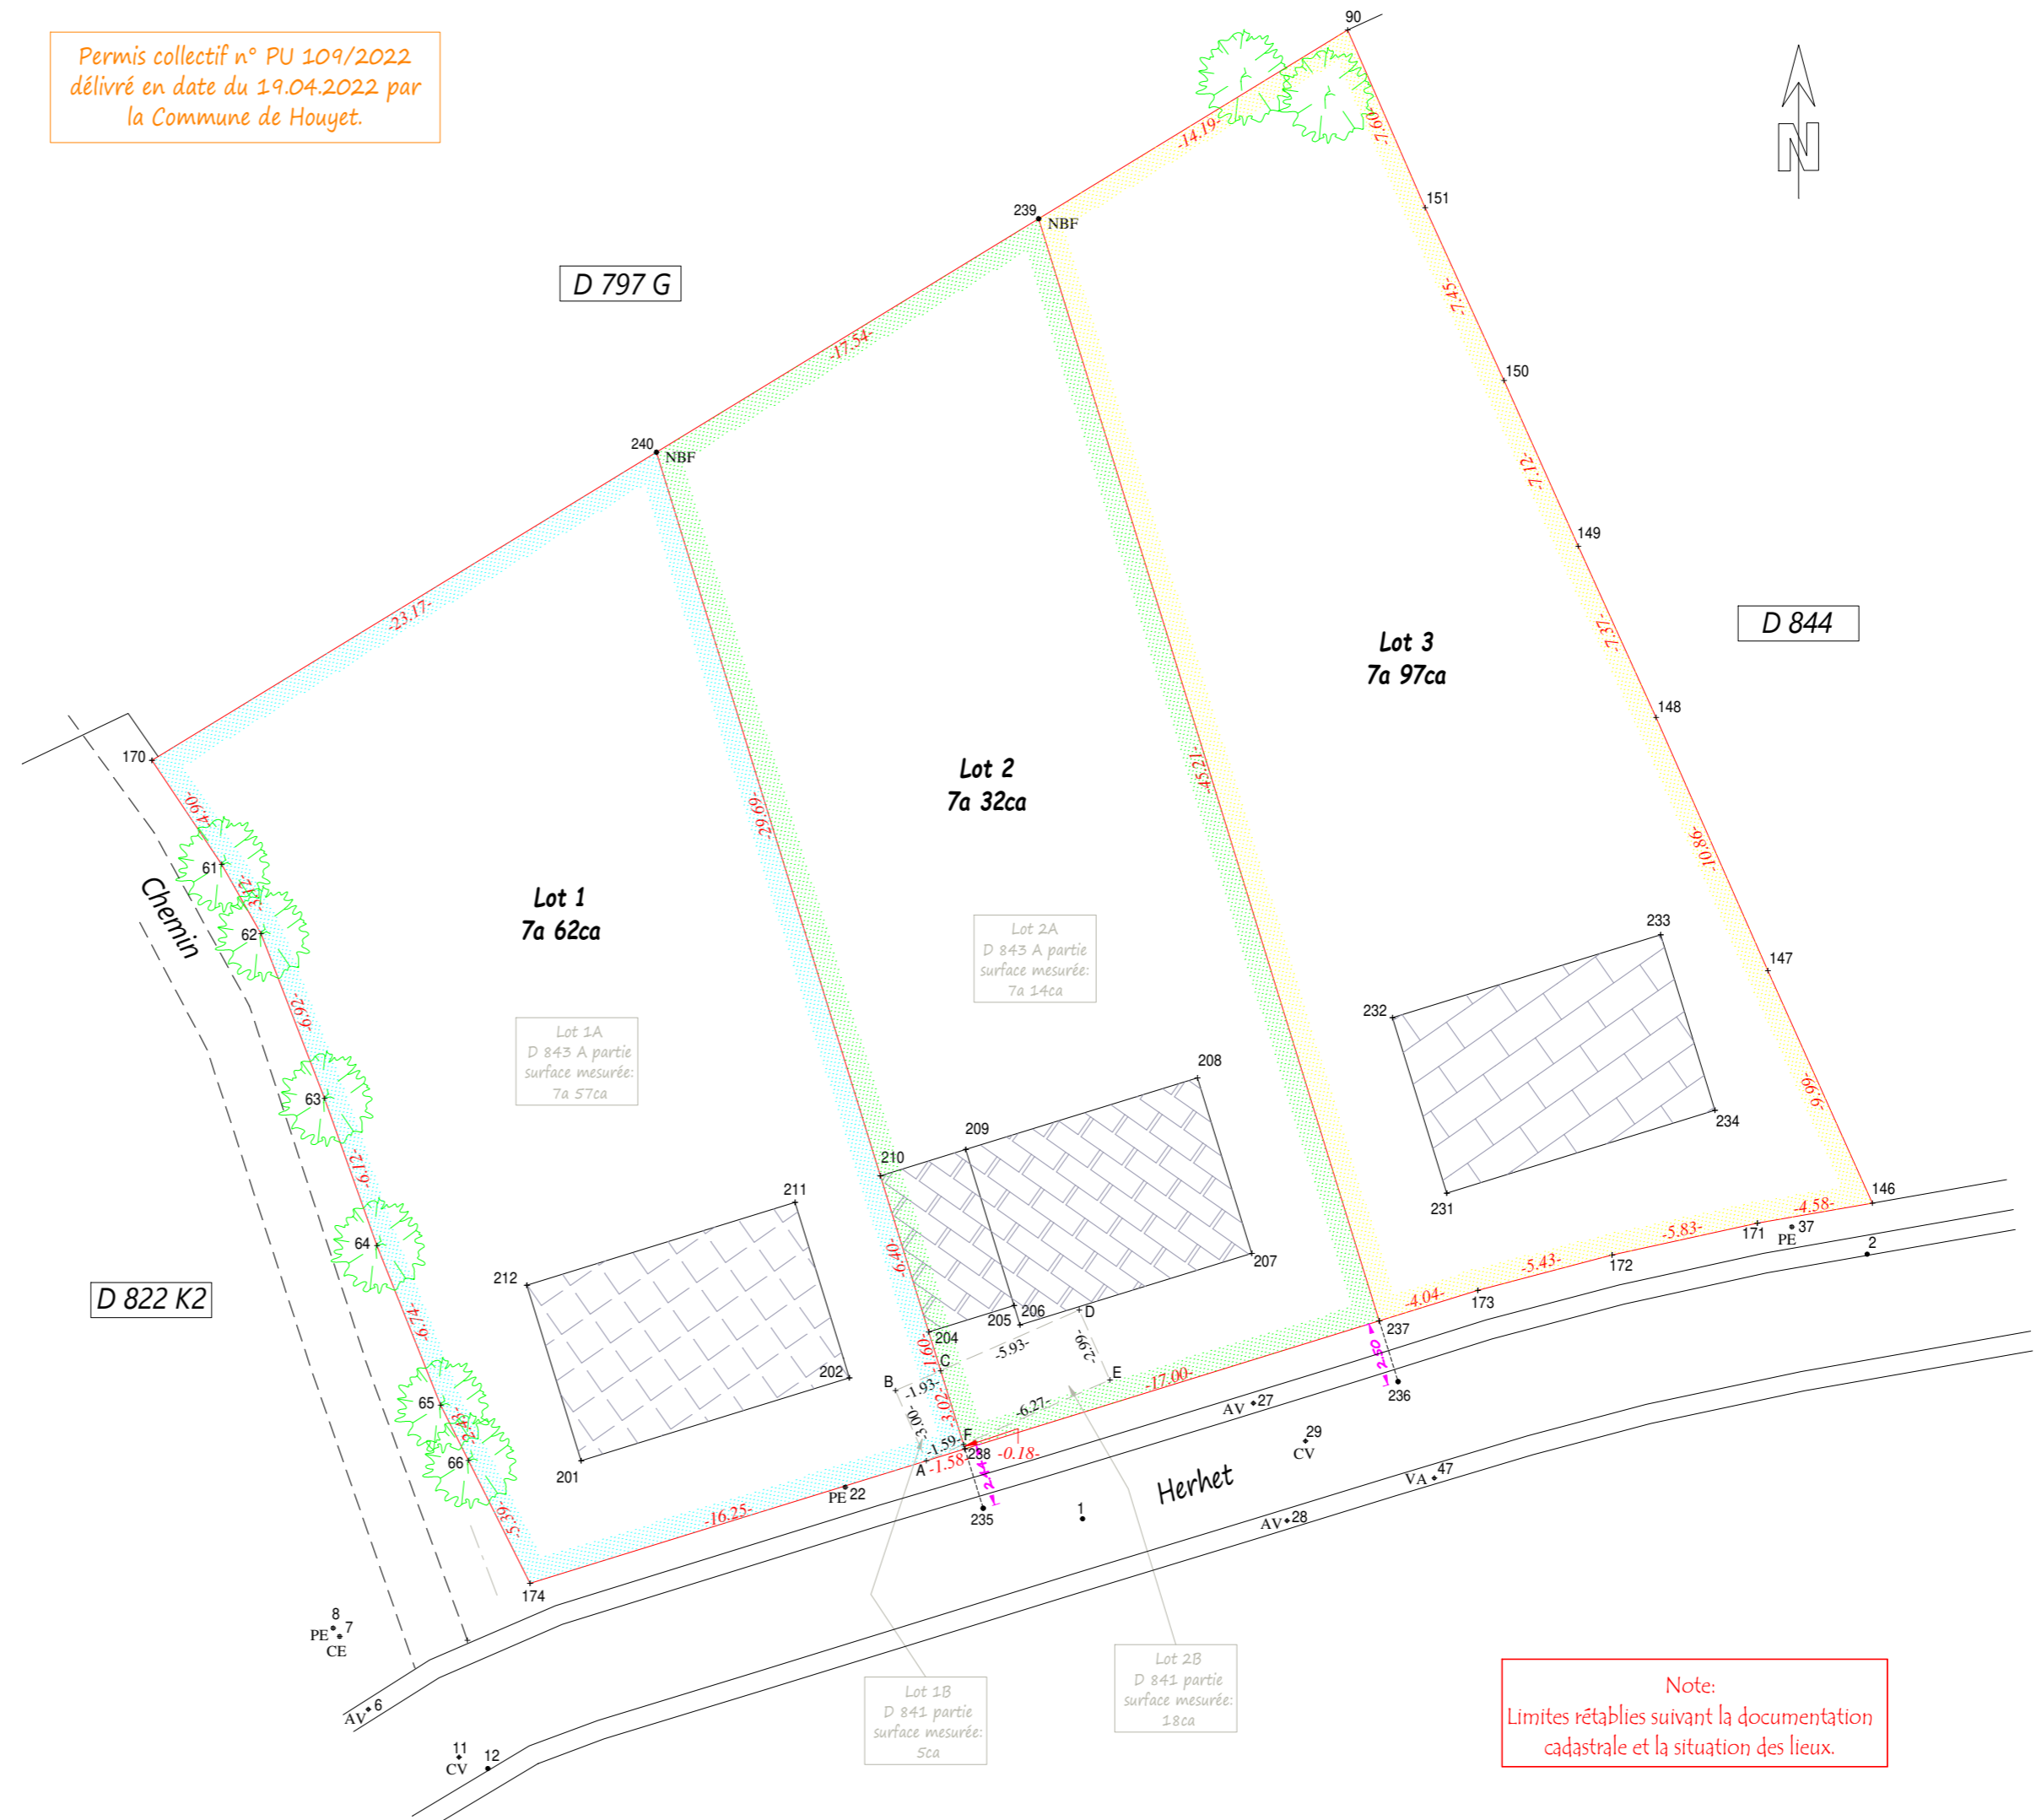 Permis collectif n° PU 109/2022
délivré en date du 19.04.2022 par
la Commune de Houyet.
90
-7.60-
-14.19-
N
151
239
NBF
D 797 G
-7.45-
-17.54-
150
240
NBF
-7.12-
149
-23.17-
-7.37-
D 844
Lot 3
7a 97ca
148
170
-45.21-
Lot 2
7a 32ca
-29.69-
-4.90-
-10.86-
61
-3.12-
Chemin
Lot 1
7a 62ca
62
Lot 2A
D 843 A partie
surface mesurée:
7a 14ca
233
147
-6.92-
232
Lot 1A
D 843 A partie
surface mesurée:
7a 57ca
63
208
-9.99-
234
209
210
-6.12-
211
231
146
-4.58-
64
-6.40-
207
-5.83-
171
37
PE
2
-5.43-
172
212
D 822 K2
-4.04-
173
-6.74-
205
206
D
204
237
-1.60-
-5.93-
-2.99-
C
202
B
-1.93-
E
-2.50-
236
-17.00-
65
-2.43-
-3.00-
-3.02-
-6.27-
AV
27
F
29
CV
66
201
-1.59-
238
-0.18-
A
-1.58-
VA
47
Herhet
PE
22
-16.25-
-5.39-
235
1
AV
28
174
8
PE
7
CE
Lot 2B
D 841 partie
surface mesurée:
18ca
Lot 1B
D 841 partie
surface mesurée:
5ca
Note:
Limites rétablies suivant la documentation
cadastrale et la situation des lieux.
AV
6
11
CV
12